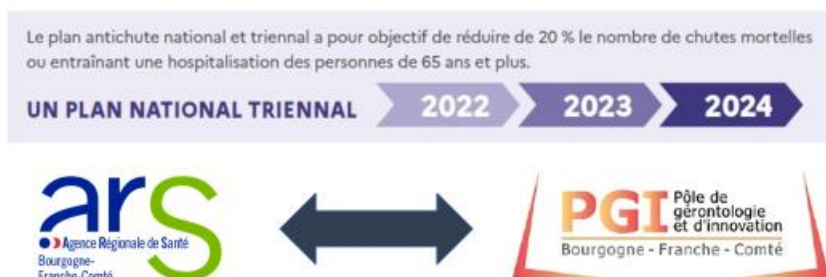 Le plan antichute national et triennal a pour objectif de réduire de 20 % le nombre de chutes mortelles
ou entraînant une hospitalisation des personnes de 65 ans et plus.
UN PLAN NATIONAL TRIENNAL 2022 2023 2024
ars
Agence Régionale de Santé
Bourgogne-
Franche-Comté
PGI
Pôle de
gérontologie
et d'innovation
Bourgogne - Franche - Comté